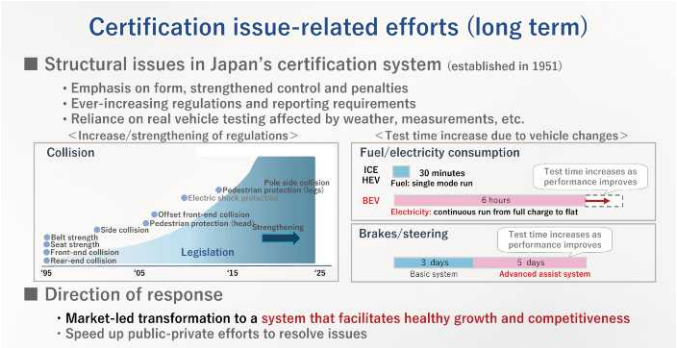 Certification issue-related efforts (long term)
■ Structural issues in Japan's certification system (established in 1951)
・Emphasis on form, strengthened control and penalties
・Ever-increasing regulations and reporting requirements
・Reliance on real vehicle testing affected by weather, measurements, etc.
<Increase/strengthening of regulations>
Collision
Pole side collision
Pedestrian protection (legs)
Electric shock protection
Offset front-end collision
Pedestrian protection (head)
Side collision
Strengthening
Belt strength
Seat strength
Front-end collision
Rear-end collision
Legislation
'95 '05 '15 '25
<Test time increase due to vehicle changes>
Fuel/electricity consumption
ICE
HEV
30 minutes
Fuel: single mode run
Test time increases as
performance improves
BEV
6 hours
Electricity: continuous run from full charge to flat
Brakes/steering
Test time increases as
performance improves
3 days 5 days
Basic system Advanced assist system
■ Direction of response
・Market-led transformation to a system that facilitates healthy growth and competitiveness
・Speed up public-private efforts to resolve issues